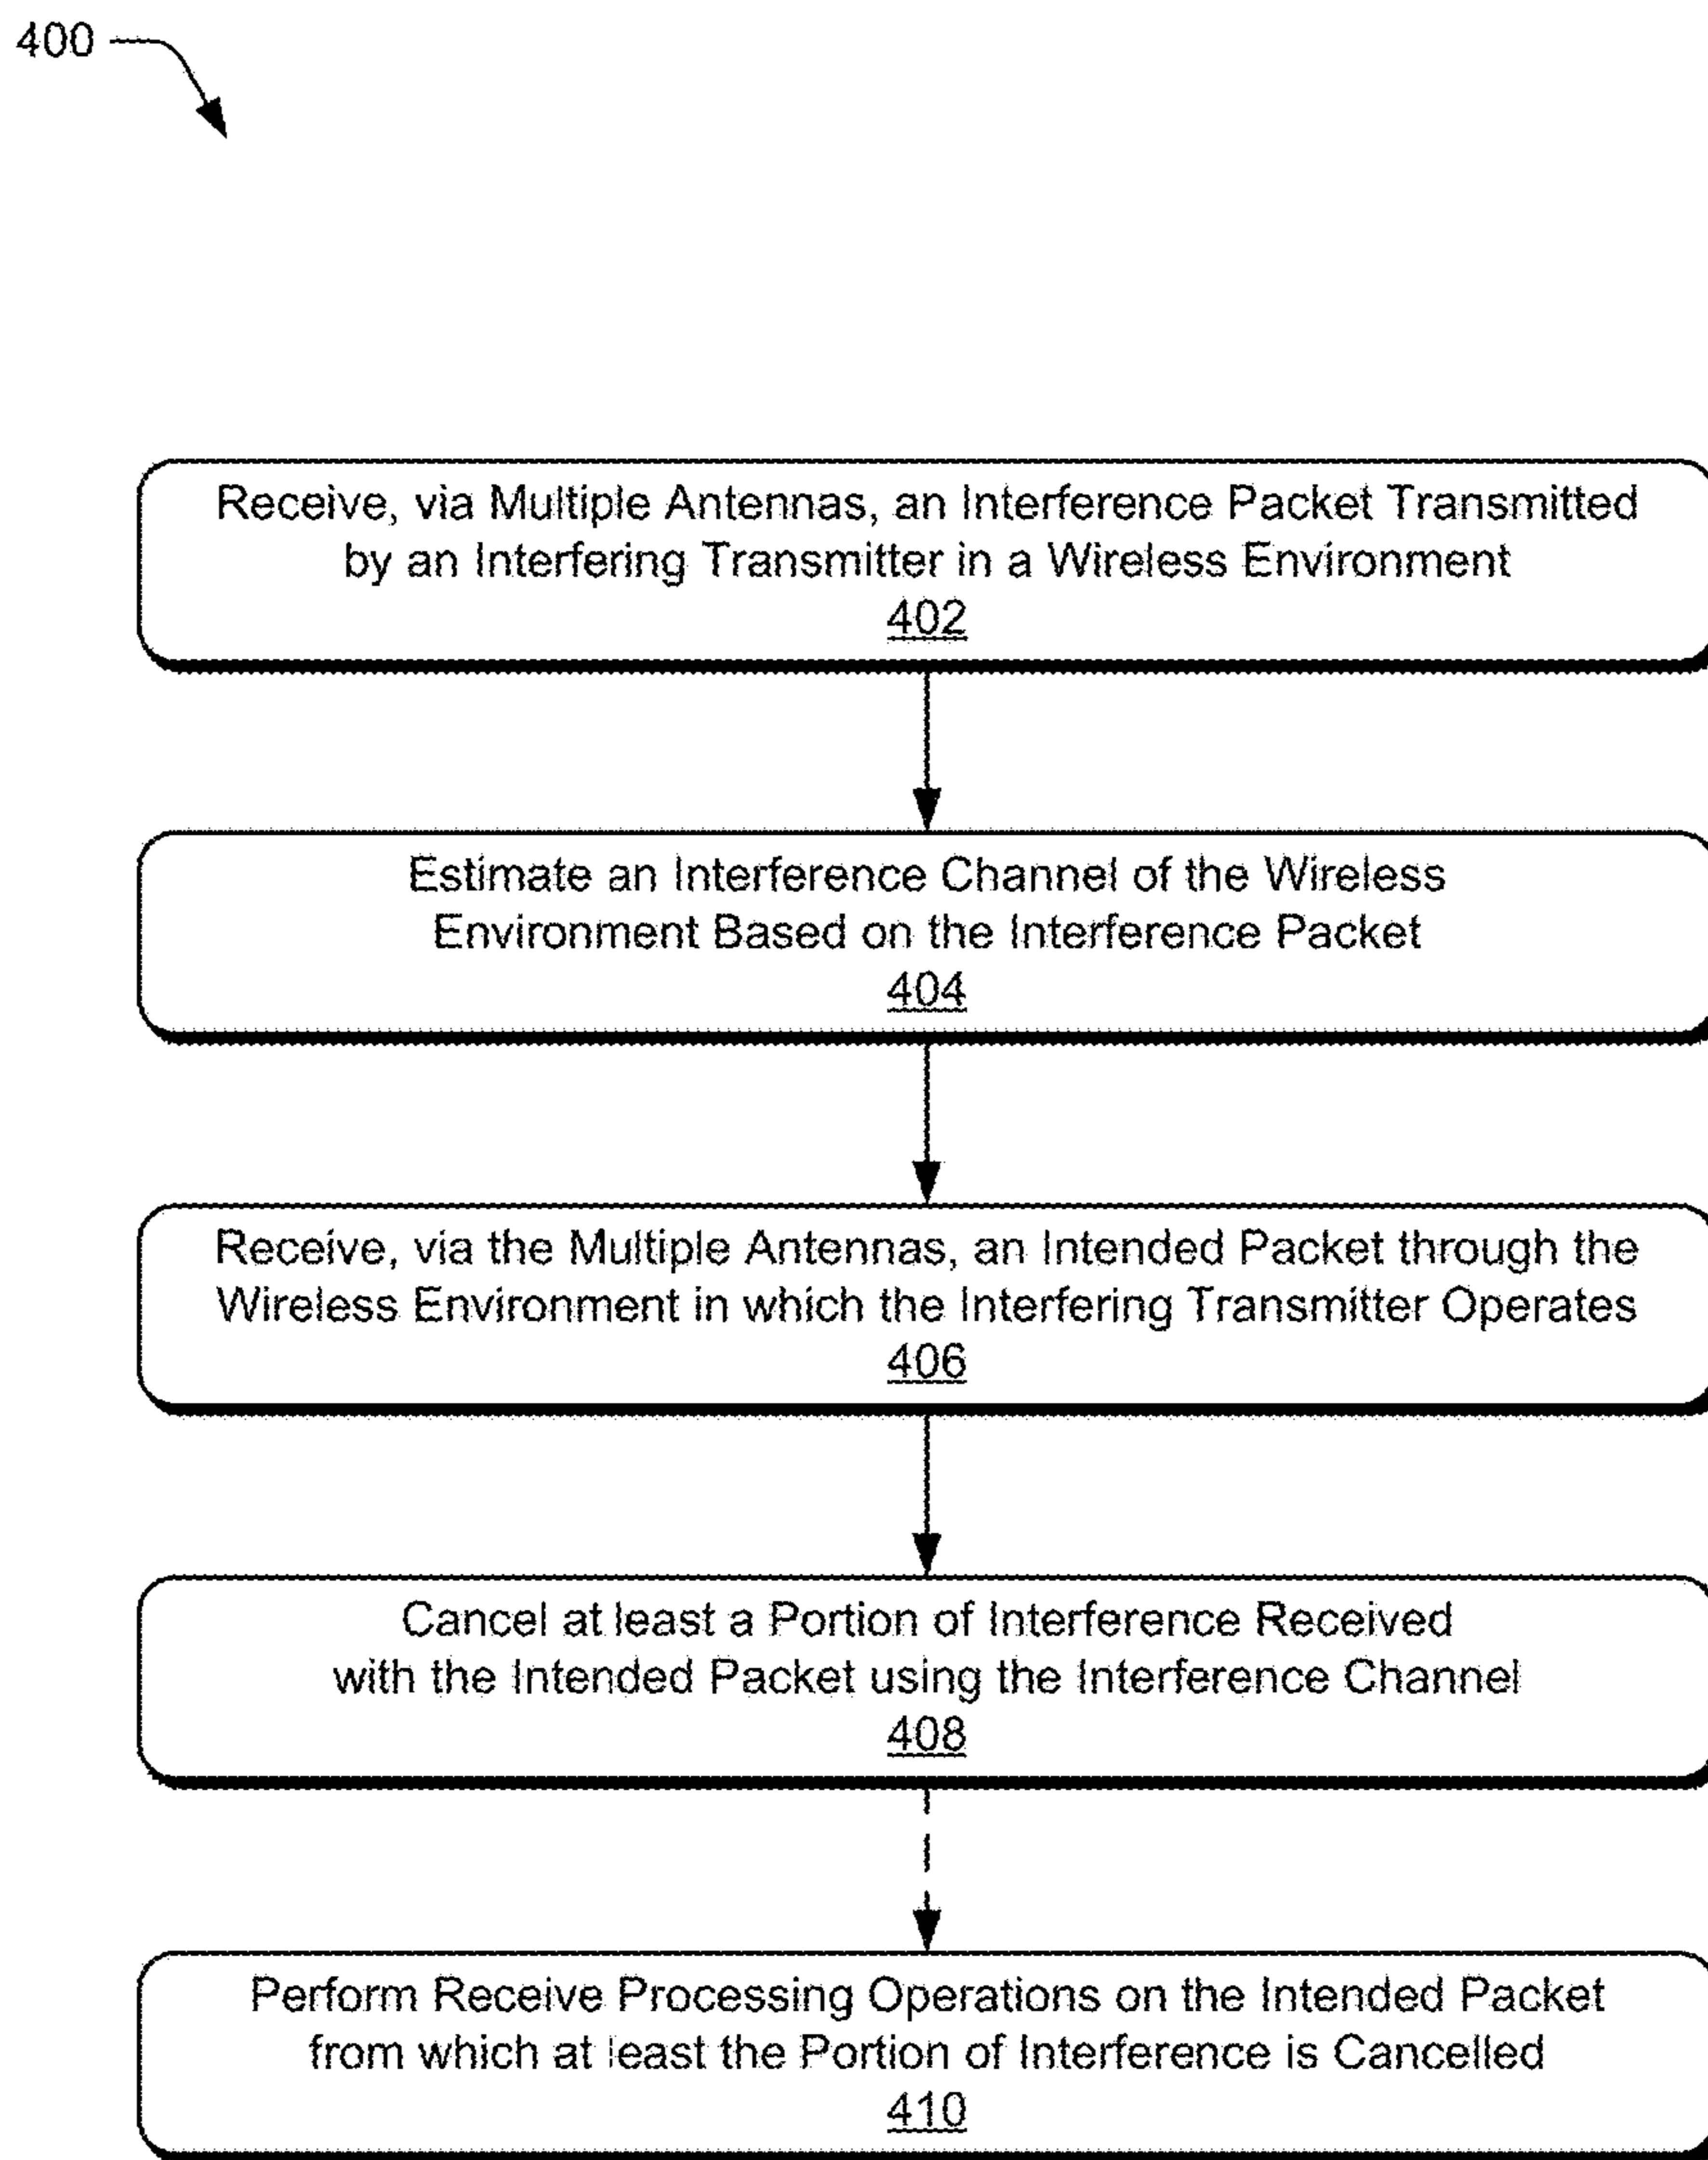 400
Receive, via Multiple Antennas, an Interference Packet Transmitted
by an Interfering Transmitter in a Wireless Environment
402
Estimate an Interference Channel of the Wireless
Environment Based on the Interference Packet
404
Receive, via the Multiple Antennas, an Intended Packet through the
Wireless Environment in which the Interfering Transmitter Operates
406
Cancel at least a Portion of Interference Received
with the Intended Packet using the Interference Channel
408
Perform Receive Processing Operations on the Intended Packet
from which at least the Portion of Interference is Cancelled
410